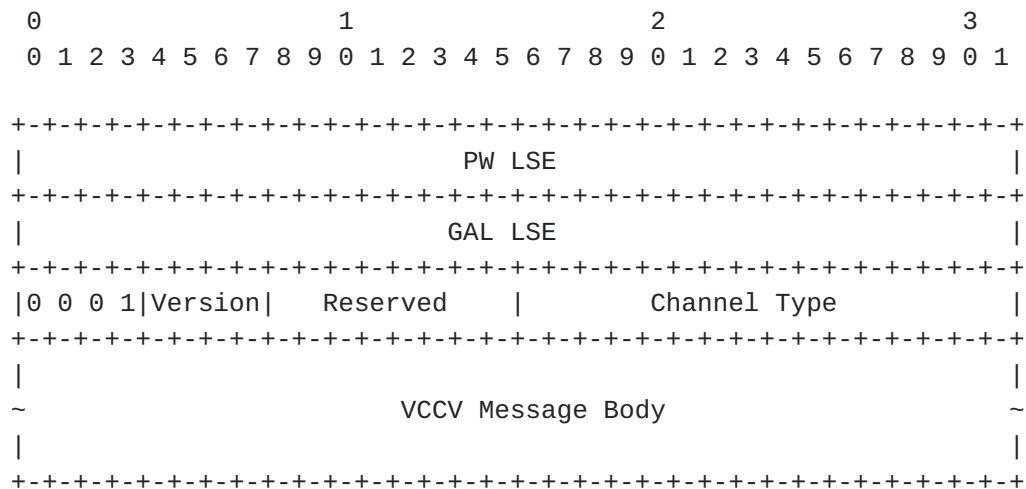 0                   1                   2                   3
 0 1 2 3 4 5 6 7 8 9 0 1 2 3 4 5 6 7 8 9 0 1 2 3 4 5 6 7 8 9 0 1

+-+-+-+-+-+-+-+-+-+-+-+-+-+-+-+-+-+-+-+-+-+-+-+-+-+-+-+-+-+-+-+-+
|                            PW LSE                             |
+-+-+-+-+-+-+-+-+-+-+-+-+-+-+-+-+-+-+-+-+-+-+-+-+-+-+-+-+-+-+-+-+
|                           GAL LSE                             |
+-+-+-+-+-+-+-+-+-+-+-+-+-+-+-+-+-+-+-+-+-+-+-+-+-+-+-+-+-+-+-+-+
|0 0 0 1|Version|   Reserved    |        Channel Type           |
+-+-+-+-+-+-+-+-+-+-+-+-+-+-+-+-+-+-+-+-+-+-+-+-+-+-+-+-+-+-+-+-+
|                                                               |
~                        VCCV Message Body                      ~
|                                                               |
+-+-+-+-+-+-+-+-+-+-+-+-+-+-+-+-+-+-+-+-+-+-+-+-+-+-+-+-+-+-+-+-+